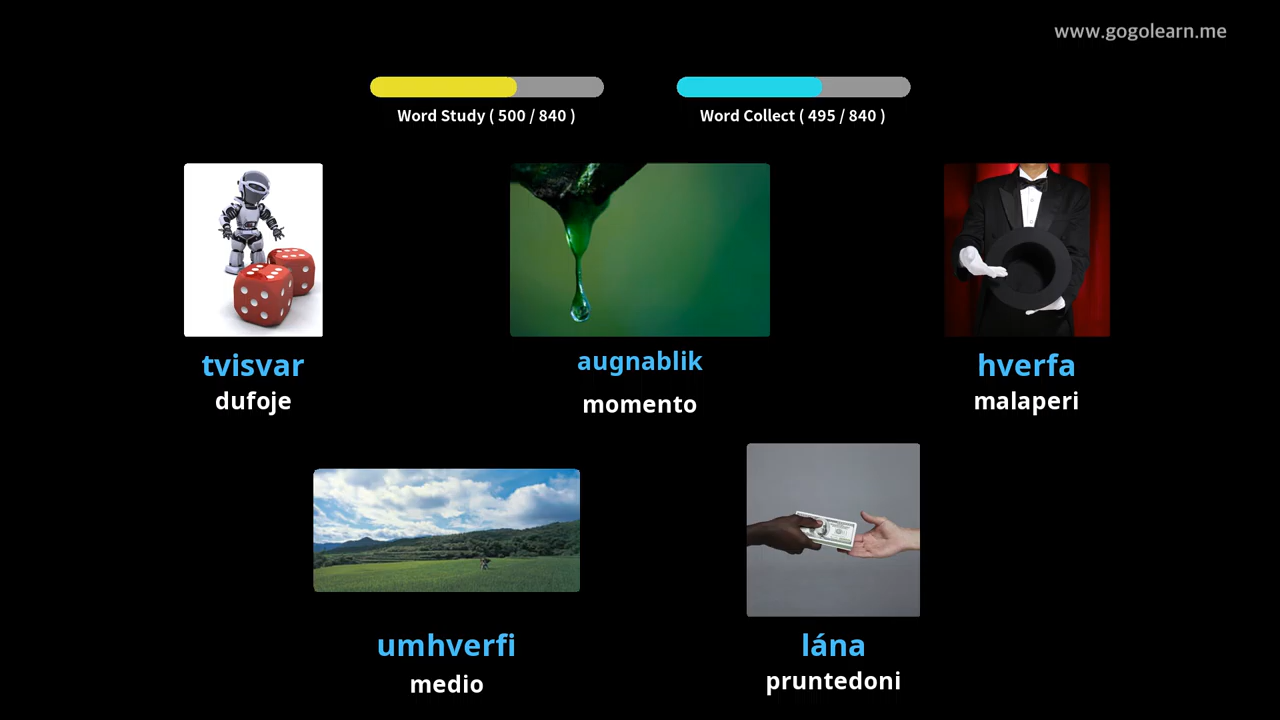 www.gogolearn.me
Word Study ( 500 / 840 )
Word Collect ( 495 / 840 )
tvisvar
dufoje
augnablik
momento
hverfa
malaperi
umhverfi
medio
lána
pruntedoni